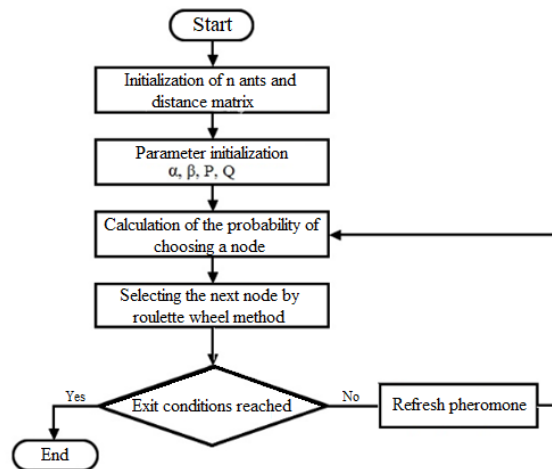 Start
Initialization of n ants and
distance matrix
Parameter initialization
α, β, P, Q
Calculation of the probability of
choosing a node
Selecting the next node by
roulette wheel method
Yes
Exit conditions reached
No
Refresh pheromone
End